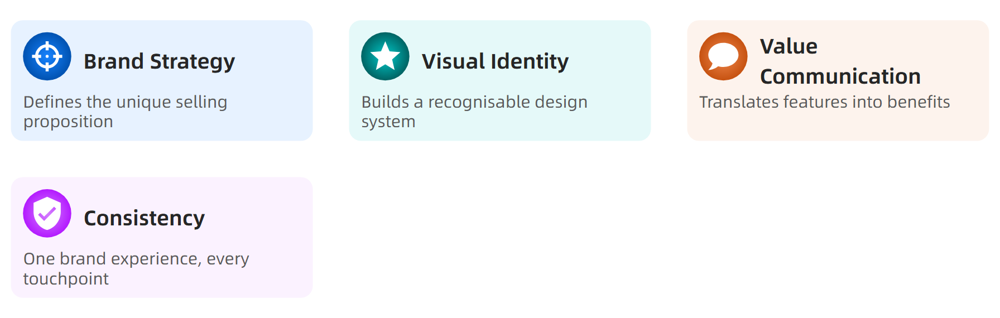 Brand Strategy
Defines the unique selling
proposition
Visual Identity
Builds a recognisable design
system
Value
Communication
Translates features into benefits
Consistency
One brand experience, every
touchpoint